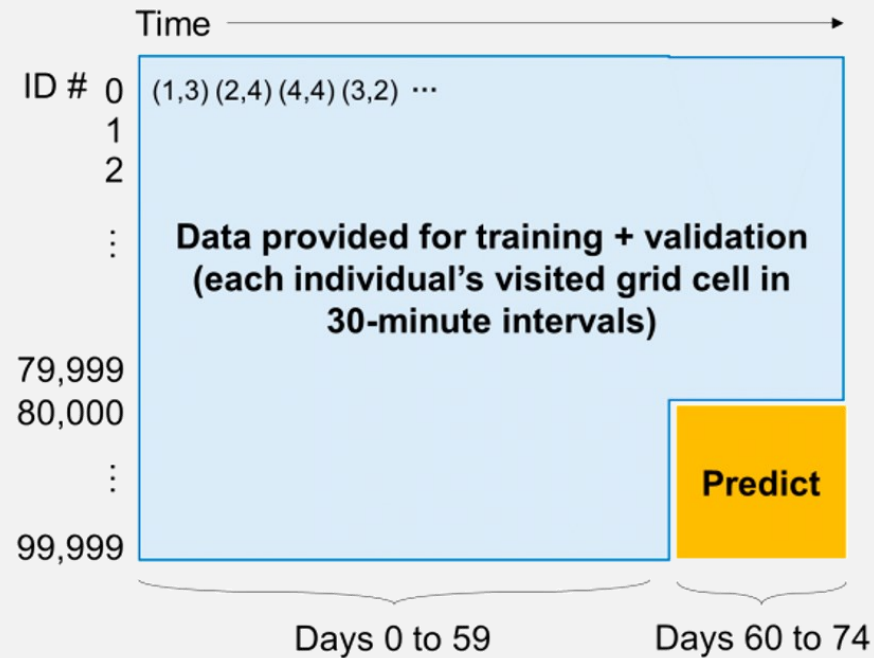 Time
ID # 0 (1,3) (2,4) (4,4) (3,2) ...
1
2
⋮
Data provided for training + validation
(each individual's visited grid cell in
30-minute intervals)
79,999
80,000
⋮
Predict
99,999
Days 0 to 59 Days 60 to 74